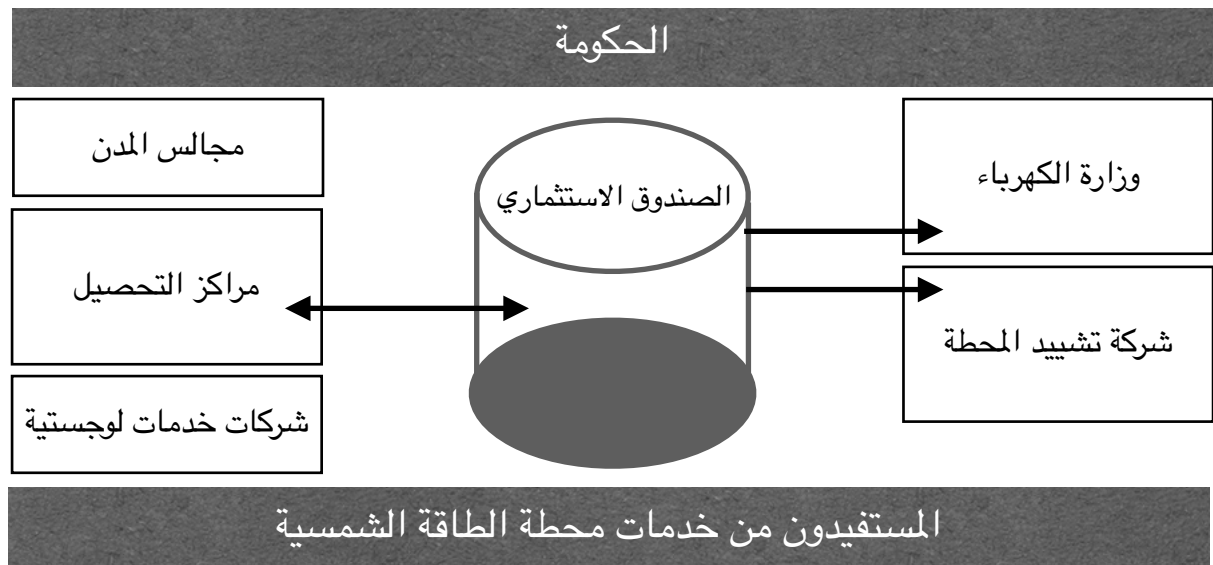 الحكومة
وزارة الكهرباء
شركة تشييد المحطة
الصندوق الاستثماري
مجالس المدن
مراكز التحصيل
شركات خدمات لوجستية
المستفيدون من خدمات محطة الطاقة الشمسية